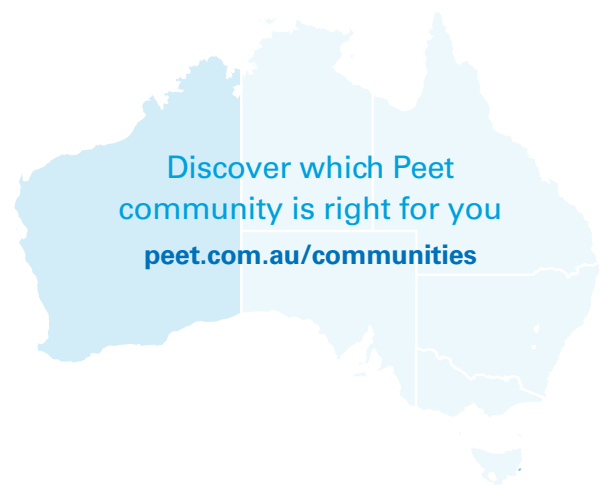 Discover which Peet
community is right for you
peet.com.au/communities